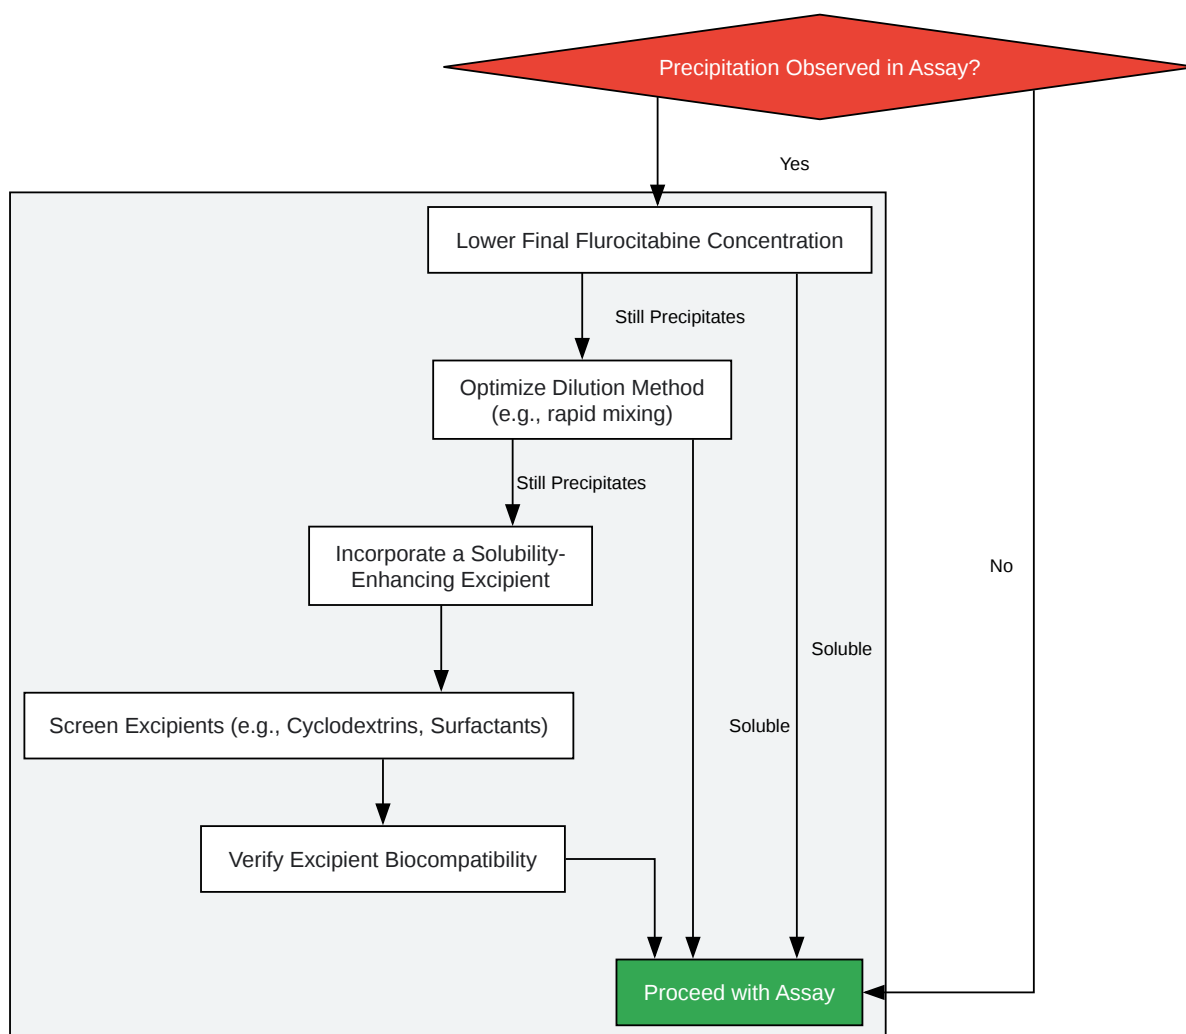 Precipitation Observed in Assay?
Yes
Lower Final Flurocitabine Concentration
Still Precipitates
Optimize Dilution Method
(e.g., rapid mixing)
Still Precipitates
Incorporate a Solubility-
Enhancing Excipient
No
Soluble
Screen Excipients (e.g., Cyclodextrins, Surfactants)
Soluble
Verify Excipient Biocompatibility
Proceed with Assay